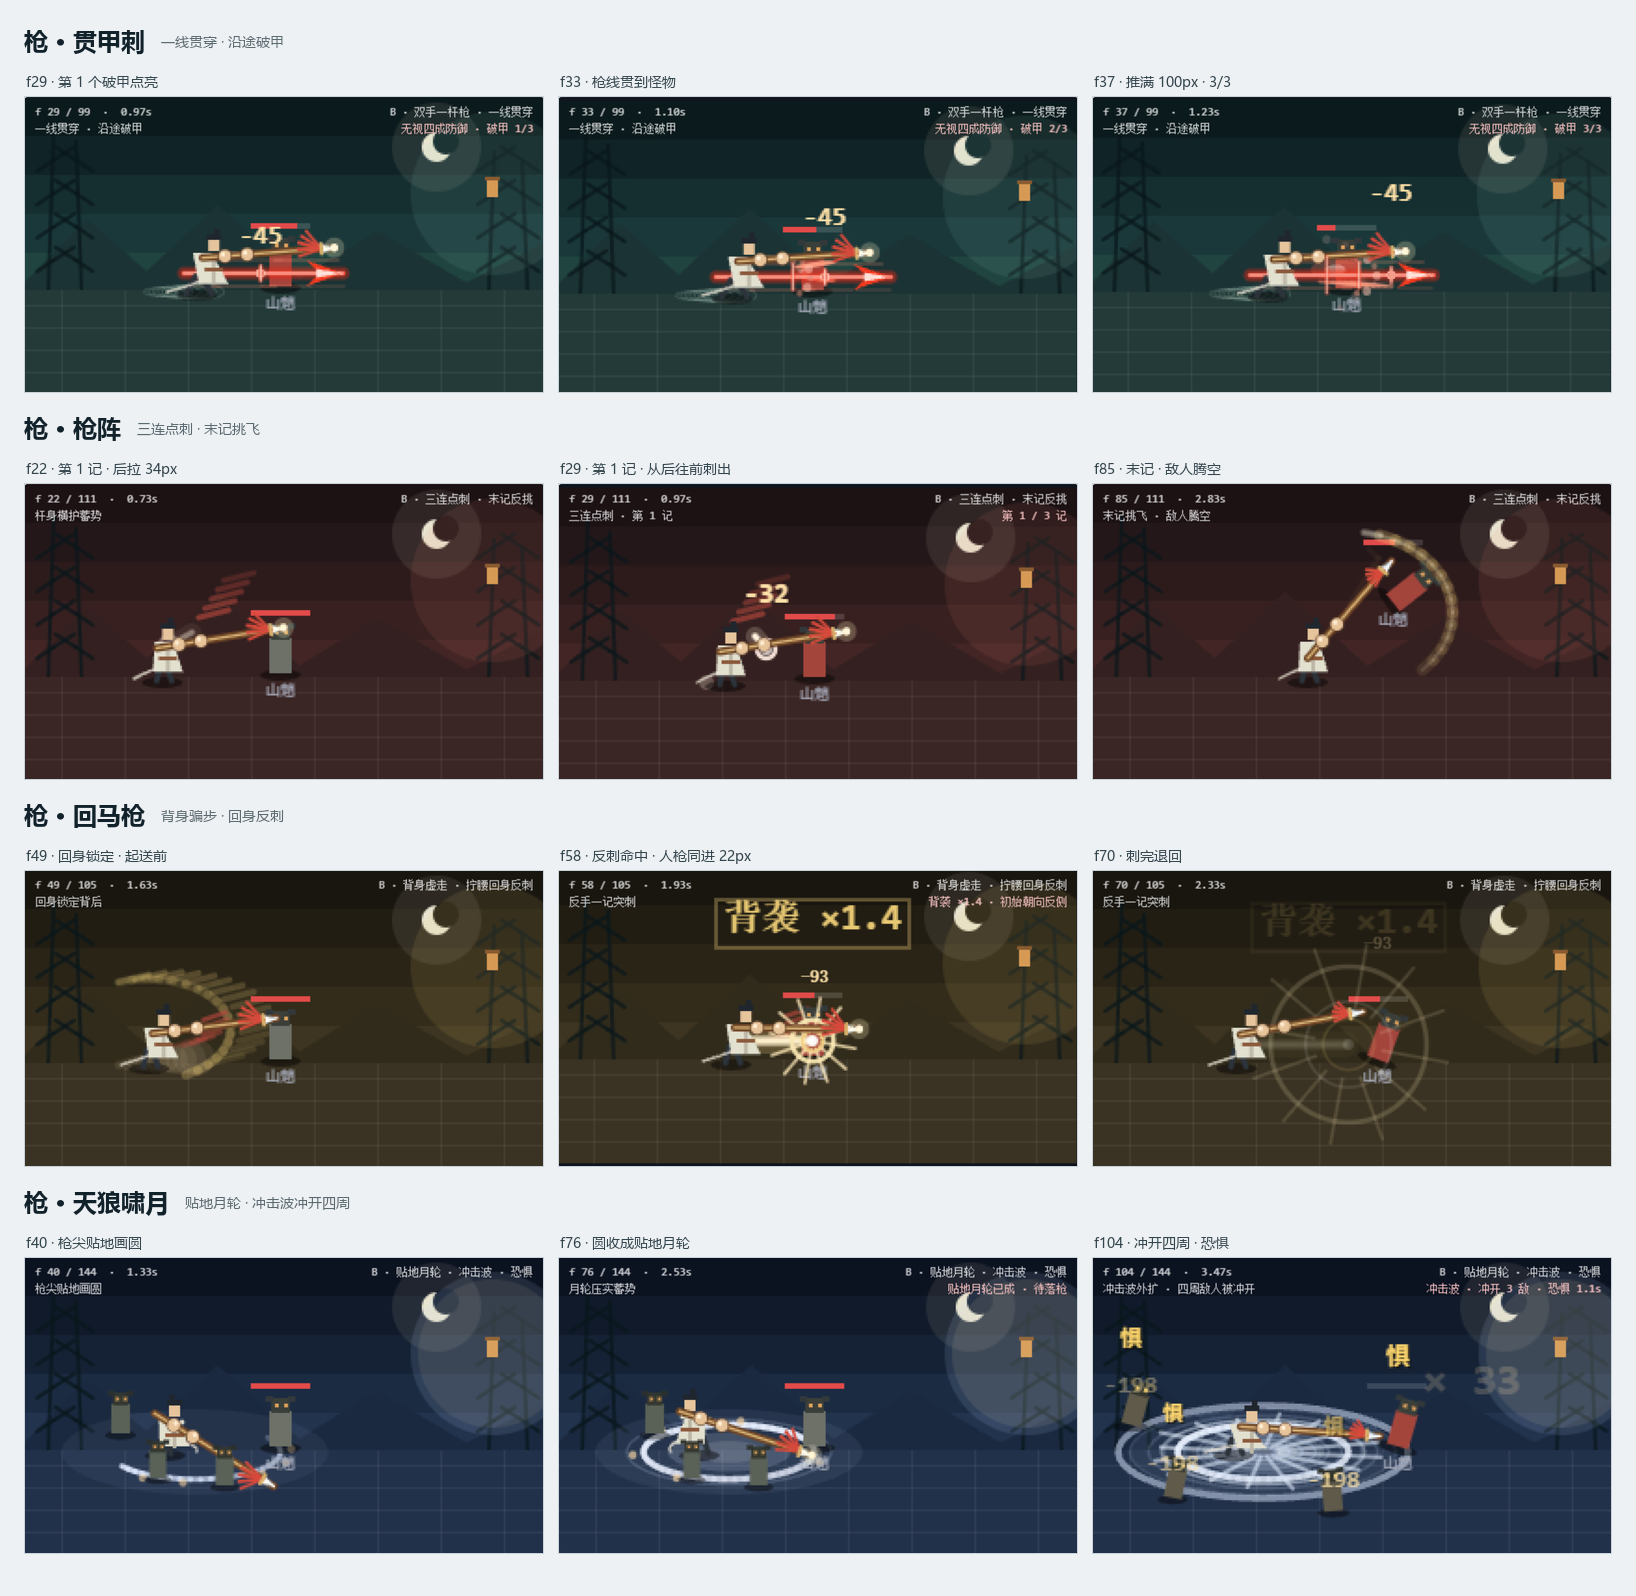 枪 • 贯甲刺 一线贯穿 · 沿途破甲
f29 · 第 1 个破甲点亮
f 29 / 99 · 0.97s
B · 双手一杆枪 · 一线贯穿
一线贯穿 · 沿途破甲
无视四成防御 · 破甲 1/3
-45
山魈
f33 · 枪线贯到怪物
f 33 / 99 · 1.10s
B · 双手一杆枪 · 一线贯穿
一线贯穿 · 沿途破甲
无视四成防御 · 破甲 2/3
-45
山魈
f37 · 推满 100px · 3/3
f 37 / 99 · 1.23s
B · 双手一杆枪 · 一线贯穿
一线贯穿 · 沿途破甲
无视四成防御 · 破甲 3/3
-45
山魈
枪 • 枪阵 三连点刺 · 末记挑飞
f22 · 第 1 记 · 后拉 34px
f 22 / 111 · 0.73s
B · 三连点刺 · 末记反挑
杆身横护蓄势
山魈
f29 · 第 1 记 · 从后往前刺出
f 29 / 111 · 0.97s
B · 三连点刺 · 末记反挑
三连点刺 · 第 1 记
第 1 / 3 记
-32
山魈
f85 · 末记 · 敌人腾空
f 85 / 111 · 2.83s
B · 三连点刺 · 末记反挑
末记挑飞 · 敌人腾空
山魈
枪 • 回马枪 背身骗步 · 回身反刺
f49 · 回身锁定 · 起送前
f 49 / 105 · 1.63s
B · 背身虚走 · 拧腰回身反刺
回身锁定背后
山魈
f58 · 反刺命中 · 人枪同进 22px
f 58 / 105 · 1.93s
B · 背身虚走 · 拧腰回身反刺
反手一记突刺
背袭 ×1.4 · 初始朝向反侧
背袭 ×1.4
-93
山魈
f70 · 刺完退回
f 70 / 105 · 2.33s
B · 背身虚走 · 拧腰回身反刺
反手一记突刺
背袭 ×1.4
-93
山魈
枪 • 天狼啸月 贴地月轮 · 冲击波冲开四周
f40 · 枪尖贴地画圆
f 40 / 144 · 1.33s
B · 贴地月轮 · 冲击波 · 恐惧
枪尖贴地画圆
山魈
f76 · 圆收成贴地月轮
f 76 / 144 · 2.53s
B · 贴地月轮 · 冲击波 · 恐惧
月轮压实蓄势
贴地月轮已成 · 待落枪
山魈
f104 · 冲开四周 · 恐惧
f 104 / 144 · 3.47s
B · 贴地月轮 · 冲击波 · 恐惧
冲击波外扩 · 四周敌人被冲开
冲击波 · 冲开 3 敌 · 恐惧 1.1s
惧
惧
-198
× 33
惧
惧
山魈
-198
-198